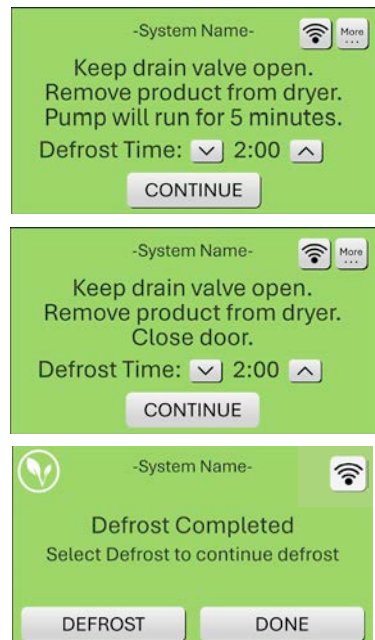 -System Name-
More
...
Keep drain valve open.
Remove product from dryer.
Pump will run for 5 minutes.
Defrost Time: 2:00
CONTINUE
-System Name-
More
...
Keep drain valve open.
Remove product from dryer.
Close door.
Defrost Time: 2:00
CONTINUE
-System Name-
Defrost Completed
Select Defrost to continue defrost
DEFROST DONE